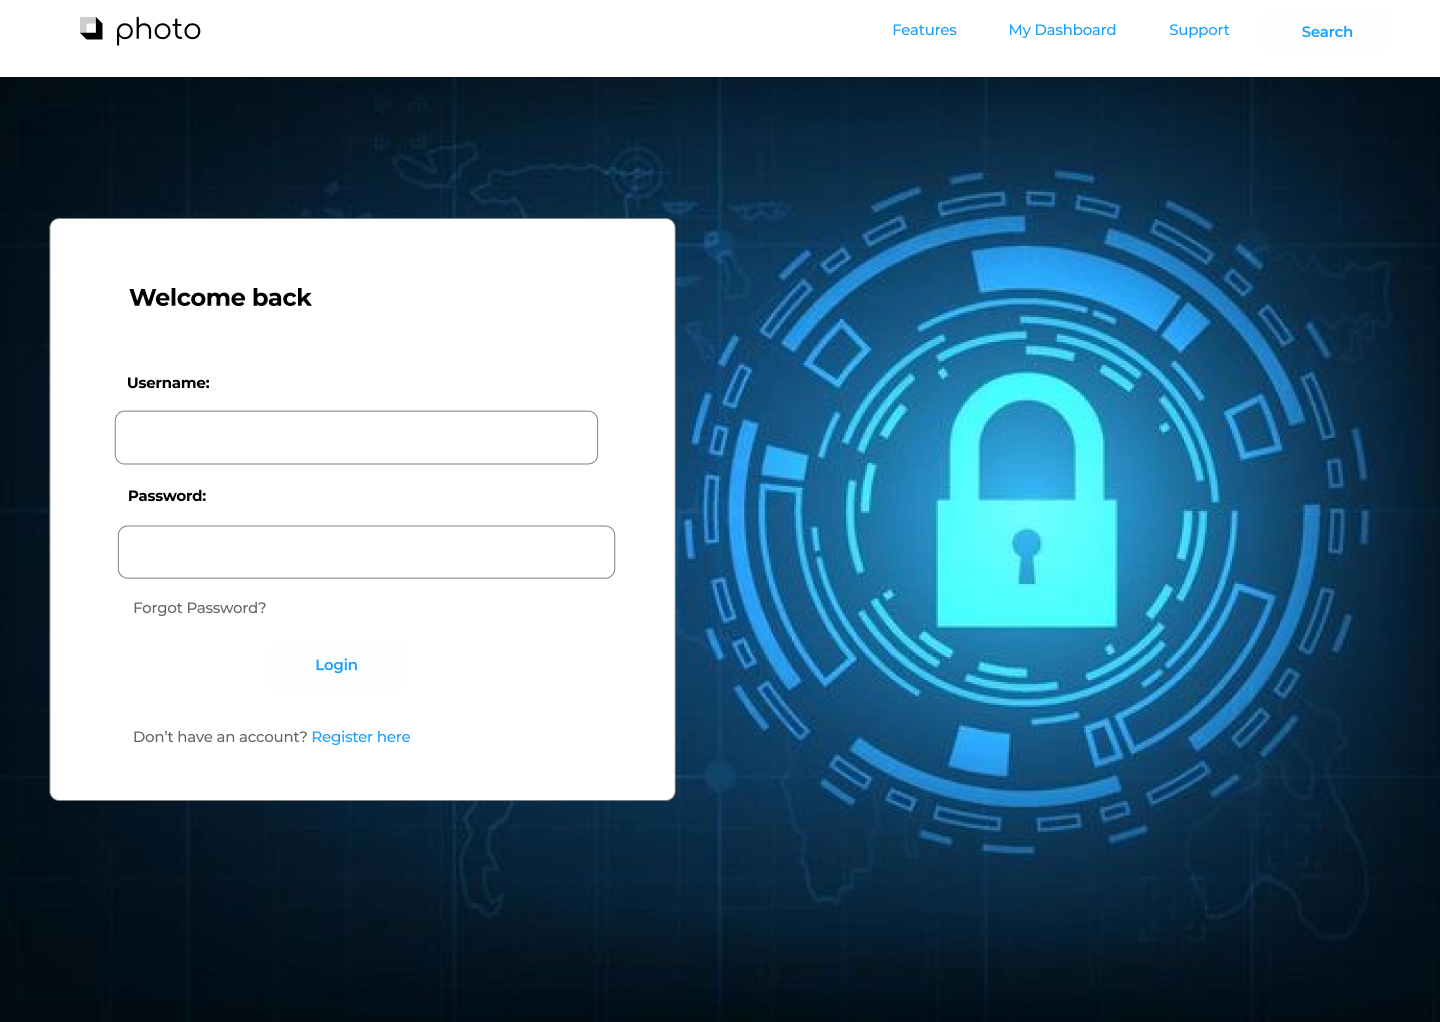 photo
Features My Dashboard Support Search
Welcome back
Username:
Password:
Forgot Password?
Login
Don’t have an account? Register here